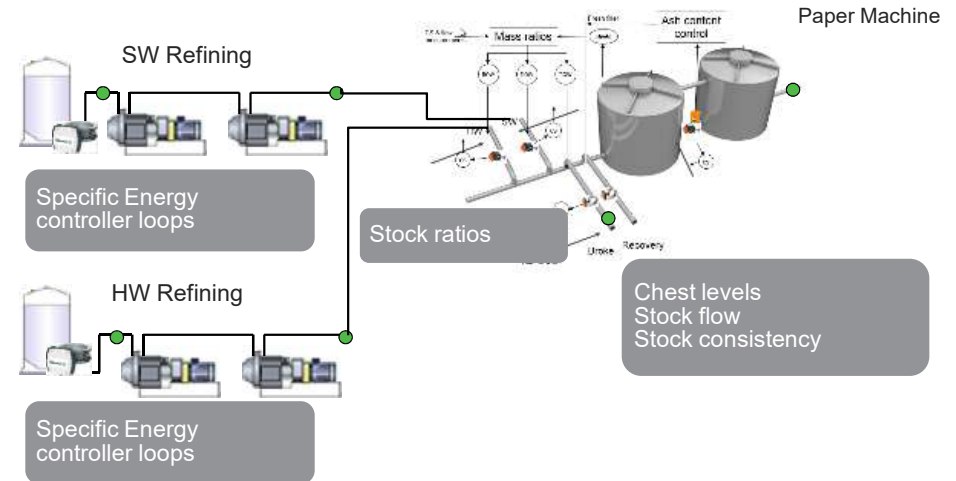 Paper Machine
SW Refining
Mass ratios
Ash content
control
Specific Energy
controller loops
Stock ratios
Broke
Recovery
HW Refining
Chest levels
Stock flow
Stock consistency
Specific Energy
controller loops